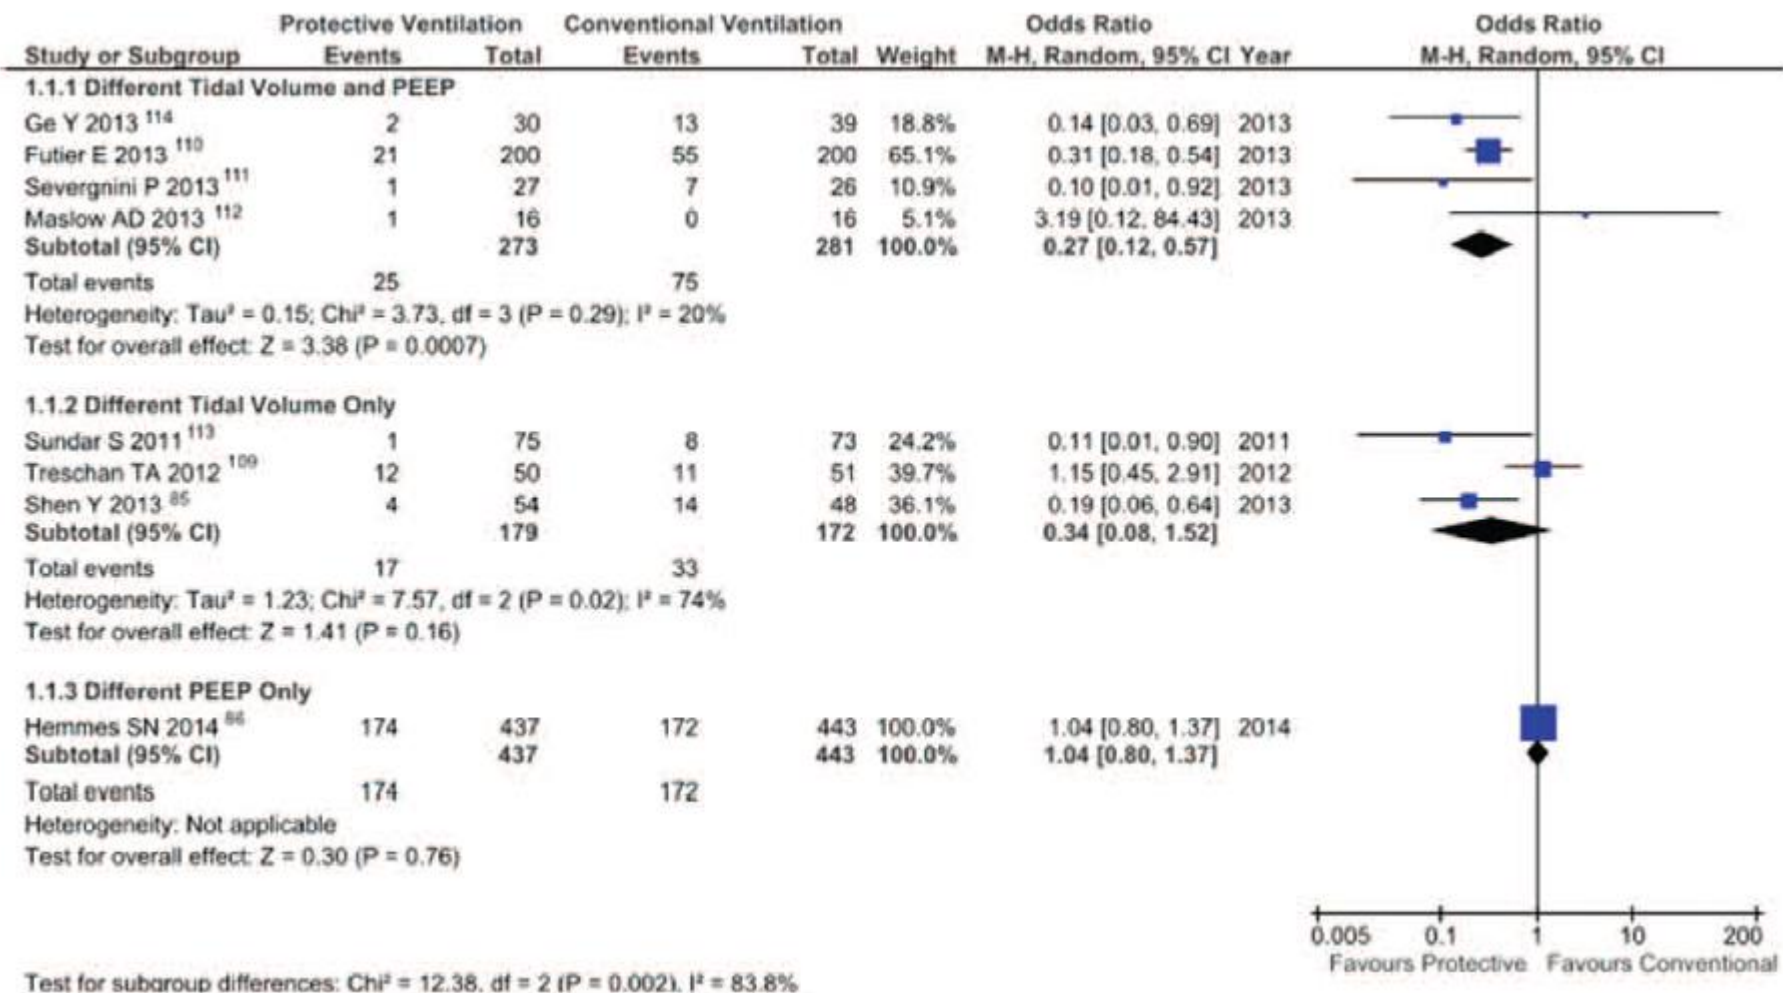 Protective Ventilation Conventional Ventilation Odds Ratio Odds Ratio
Study or Subgroup Events Total Events Total Weight M-H, Random, 95% CI Year M-H, Random, 95% CI
1.1.1 Different Tidal Volume and PEEP
Ge Y 2013 114 2 30 13 39 18.8% 0.14 [0.03, 0.69] 2013
Futier E 2013 110 21 200 55 200 65.1% 0.31 [0.18, 0.54] 2013
Severgnini P 2013 111 1 27 7 26 10.9% 0.10 [0.01, 0.92] 2013
Maslow AD 2013 112 1 16 0 16 5.1% 3.19 [0.12, 84.43] 2013
Subtotal (95% CI) 273 281 100.0% 0.27 [0.12, 0.57]
Total events 25 75
Heterogeneity: Tau² = 0.15; Chi² = 3.73, df = 3 (P = 0.29); I² = 20%
Test for overall effect: Z = 3.38 (P = 0.0007)
1.1.2 Different Tidal Volume Only
Sundar S 2011 113 1 75 8 73 24.2% 0.11 [0.01, 0.90] 2011
Treschan TA 2012 109 12 50 11 51 39.7% 1.15 [0.45, 2.91] 2012
Shen Y 2013 85 4 54 14 48 36.1% 0.19 [0.06, 0.64] 2013
Subtotal (95% CI) 179 172 100.0% 0.34 [0.08, 1.52]
Total events 17 33
Heterogeneity: Tau² = 1.23; Chi² = 7.57, df = 2 (P = 0.02); I² = 74%
Test for overall effect: Z = 1.41 (P = 0.16)
1.1.3 Different PEEP Only
Hemmes SN 2014 86 174 437 172 443 100.0% 1.04 [0.80, 1.37] 2014
Subtotal (95% CI) 437 443 100.0% 1.04 [0.80, 1.37]
Total events 174 172
Heterogeneity: Not applicable
Test for overall effect: Z = 0.30 (P = 0.76)
0.005 0.1 1 10 200
Favours Protective Favours Conventional
Test for subgroup differences: Chi² = 12.38, df = 2 (P = 0.002), I² = 83.8%